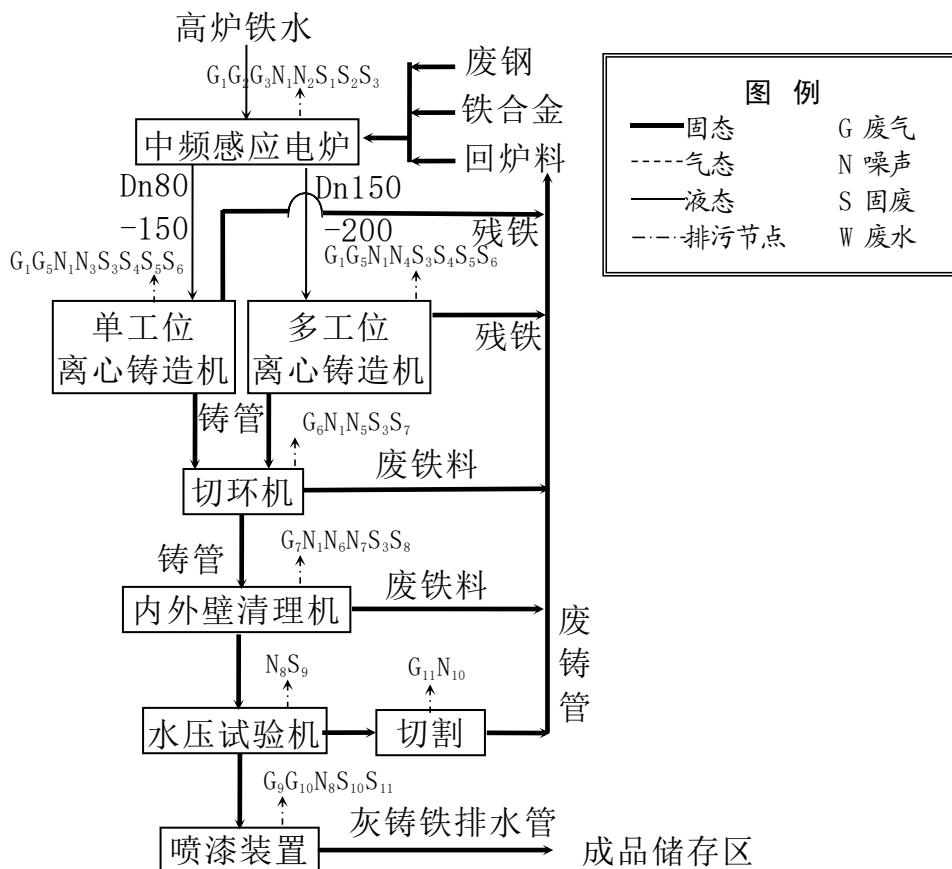 高炉铁水
G₁G₂G₃N₁N₂S₁S₂S₃
废钢
铁合金
回炉料
中频感应电炉
图 例
固态
G 废气
气态
N 噪声
液态
S 固废
排污节点
W 废水
Dn80
-150
Dn150
-200
残铁
G₁G₅N₁N₃S₃S₄S₅S₆
G₁G₅N₁N₄S₃S₄S₅S₆
单工位
离心铸造机
多工位
离心铸造机
残铁
铸管
G₆N₁N₅S₃S₇
切环机
废铁料
铸管
G₇N₁N₆N₇S₃S₈
内外壁清理机
废铁料
废铸管
N₈S₉
G₁₁N₁₀
水压试验机
切割
G₉G₁₀N₈S₁₀S₁₁
喷漆装置
灰铸铁排水管
成品储存区